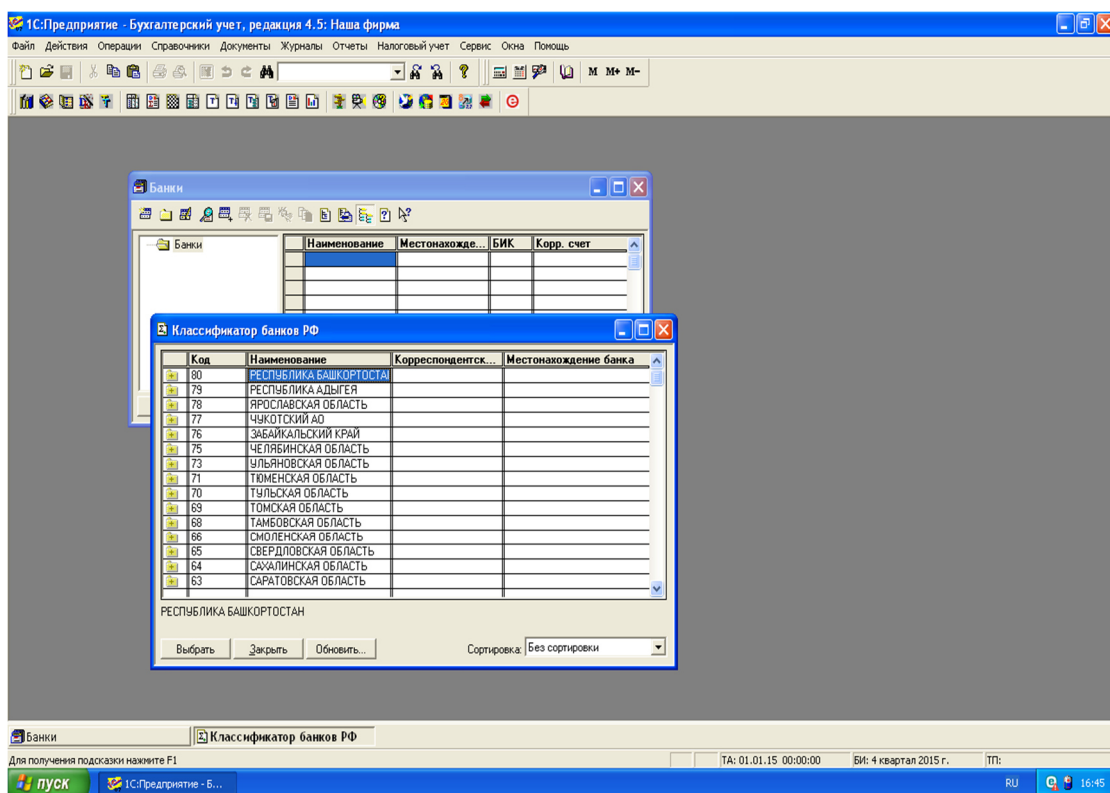 1С:Предприятие - Бухгалтерский учет, редакция 4.5: Наша фирма
Файл Действия Операции Справочники Документы Журналы Отчеты Налоговый учет Сервис Окна Помощь
M M+ M-
Банки
Банки
Наименование Местонахожде... БИК Корр. счет
Классификатор банков РФ
Код Наименование Корреспондентск... Местонахождение банка
80 РЕСПУБЛИКА БАШКОРТОСТАН
79 РЕСПУБЛИКА АДЫГЕЯ
78 ЯРОСЛАВСКАЯ ОБЛАСТЬ
77 ЧУКОТСКИЙ АО
76 ЗАБАЙКАЛЬСКИЙ КРАЙ
75 ЧЕЛЯБИНСКАЯ ОБЛАСТЬ
73 УЛЬЯНОВСКАЯ ОБЛАСТЬ
71 ТЮМЕНСКАЯ ОБЛАСТЬ
70 ТУЛЬСКАЯ ОБЛАСТЬ
69 ТОМСКАЯ ОБЛАСТЬ
68 ТАМБОВСКАЯ ОБЛАСТЬ
66 СМОЛЕНСКАЯ ОБЛАСТЬ
65 СВЕРДЛОВСКАЯ ОБЛАСТЬ
64 САХАЛИНСКАЯ ОБЛАСТЬ
63 САРАТОВСКАЯ ОБЛАСТЬ
РЕСПУБЛИКА БАШКОРТОСТАН
Выбрать Закрыть Обновить... Сортировка: Без сортировки
Банки Классификатор банков РФ
Для получения подсказки нажмите F1 ТА: 01.01.15 00:00:00 БИ: 4 квартал 2015 г. ТП:
пуск 1С:Предприятие - Б... RU 16:45